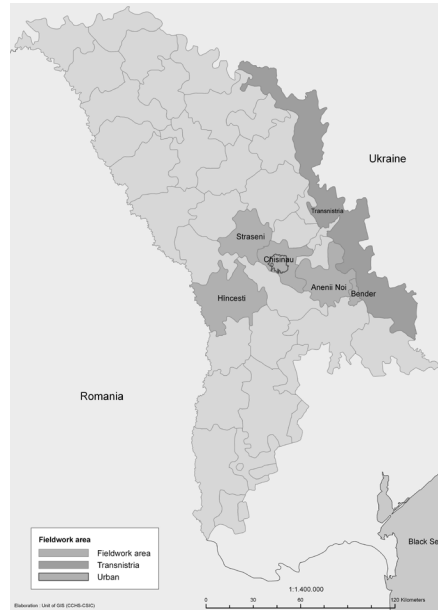 Ukraine
Transnistria
Straseni
Chisinau
Anenii Noi
Bender
Hincesti
Romania
Black Se
Fieldwork area
Fieldwork area
Transnistria
Urban
Elaboration : Unit of GIS (CCHS-CSIC)
1:1.400.000
0 30 60 120 Kilometers